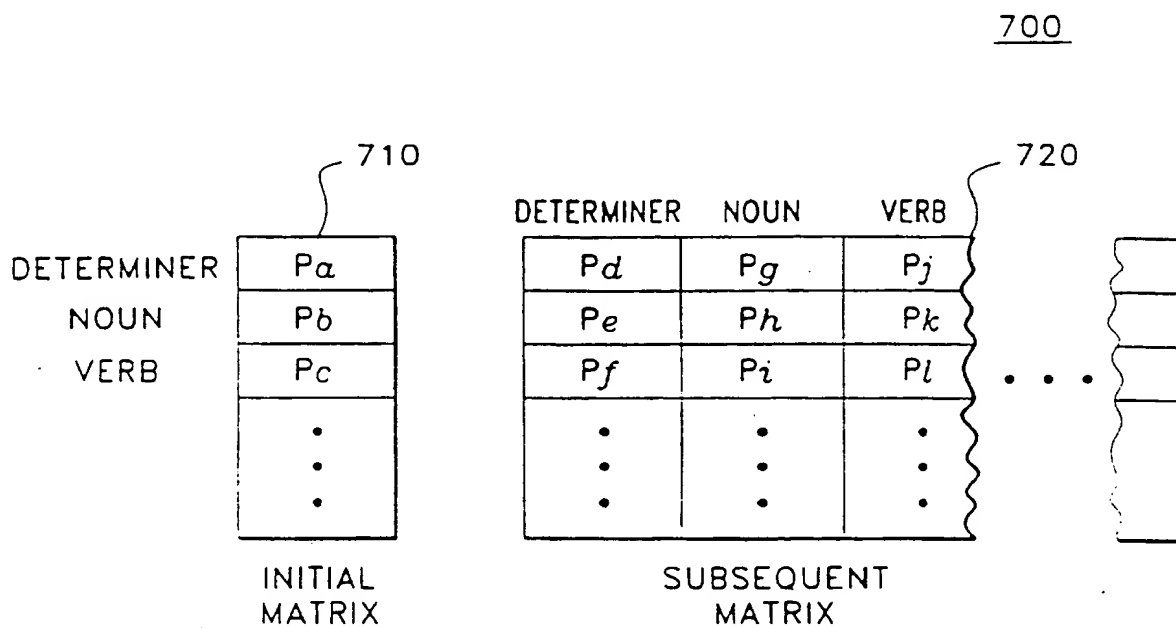 700
710
720
DETERMINER NOUN VERB
DETERMINER Pa Pd Pg Pj
NOUN Pb Pe Ph Pk
VERB Pc Pf Pi Pl
INITIAL MATRIX
SUBSEQUENT MATRIX